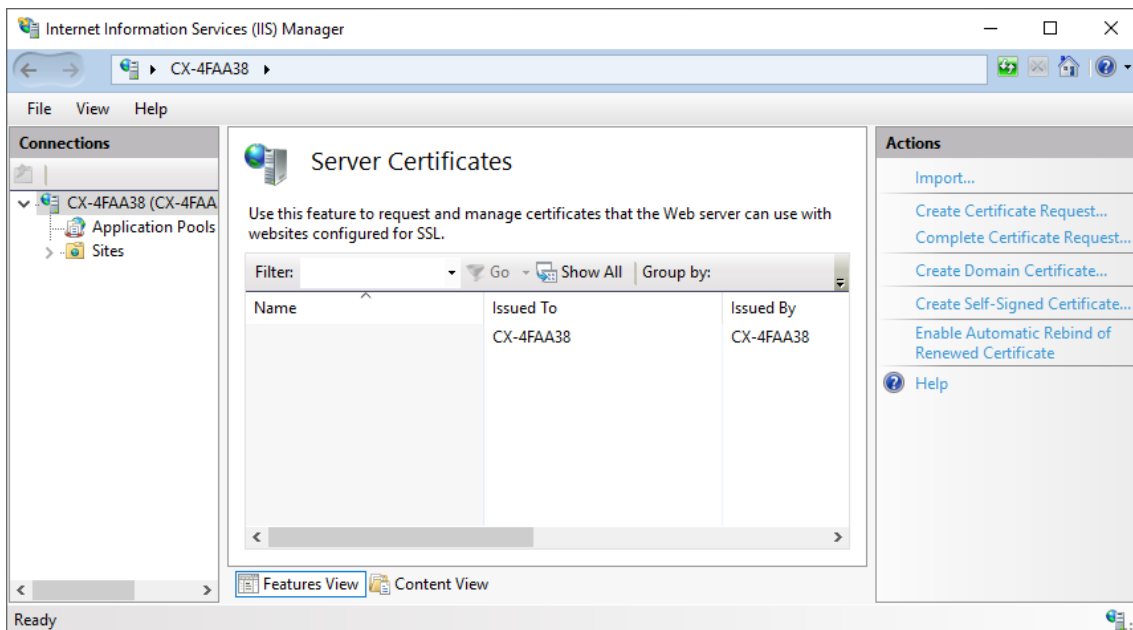 Internet Information Services (IIS) Manager
CX-4FAA38
File View Help
Connections
CX-4FAA38 (CX-4FAA
Application Pools
Sites
Server Certificates
Use this feature to request and manage certificates that the Web server can use with
websites configured for SSL.
Filter: Go Show All Group by:
Name Issued To Issued By
CX-4FAA38 CX-4FAA38
Features View Content View
Actions
Import...
Create Certificate Request...
Complete Certificate Request...
Create Domain Certificate...
Create Self-Signed Certificate...
Enable Automatic Rebind of
Renewed Certificate
Help
Ready